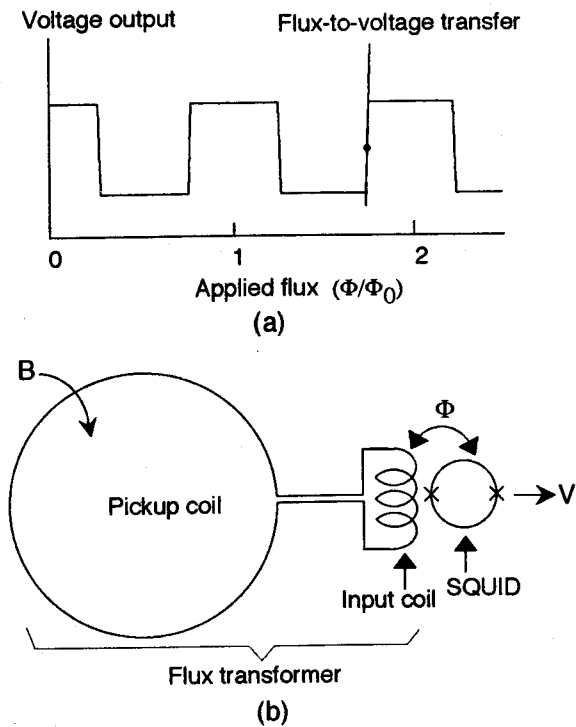 Voltage output
Flux-to-voltage transfer
0
1
2
Applied flux (Φ/Φ₀)
(a)
B
Φ
Pickup coil
V
Input coil
SQUID
Flux transformer
(b)